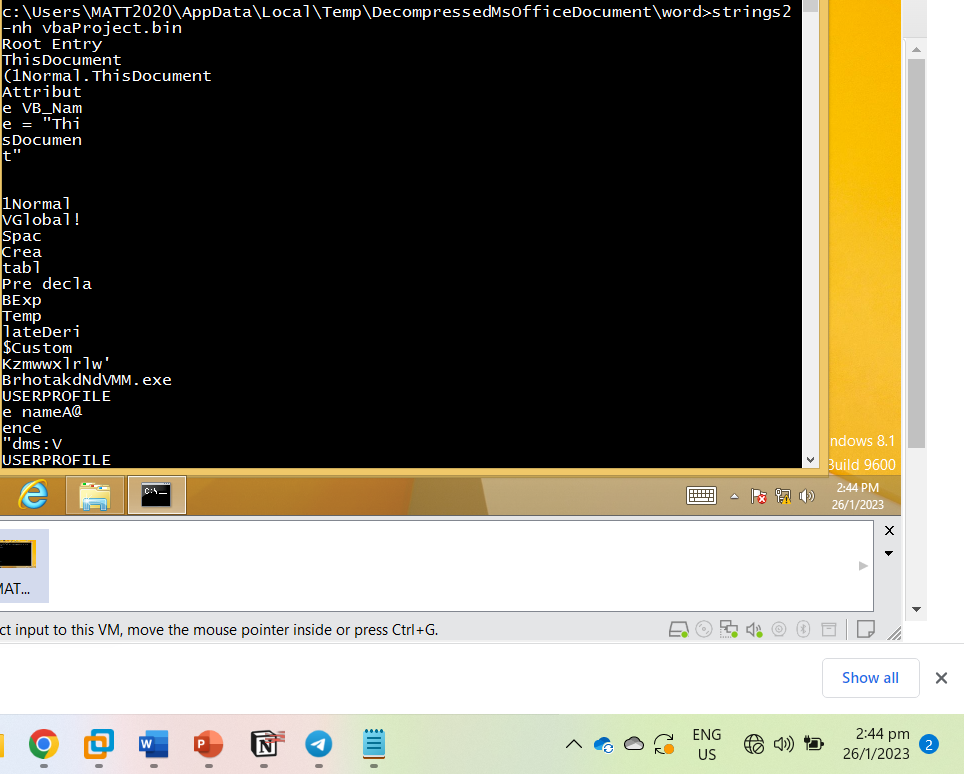 c:\Users\MATT2020\AppData\Local\Temp\DecompressedMsOfficeDocument\word>strings2
-nh vbaProject.bin
Root Entry
ThisDocument
(1Normal.ThisDocument
Attribut
e VB_Nam
e = "Thi
sDocumen
t"
1Normal
VGlobal!
Spac
Crea
tabl
Pre decla
BExp
Temp
lateDeri
$Custom
Kzmwwxlrlw'
BrhotakdNdVMM.exe
USERPROFILE
e nameA@
ence
"dms:V
USERPROFILE
ndows 8.1
Build 9600
C:\_
2:44 PM
26/1/2023
MAT...
ct input to this VM, move the mouse pointer inside or press Ctrl+G.
Show all
ENG
US
2:44 pm
26/1/2023
2